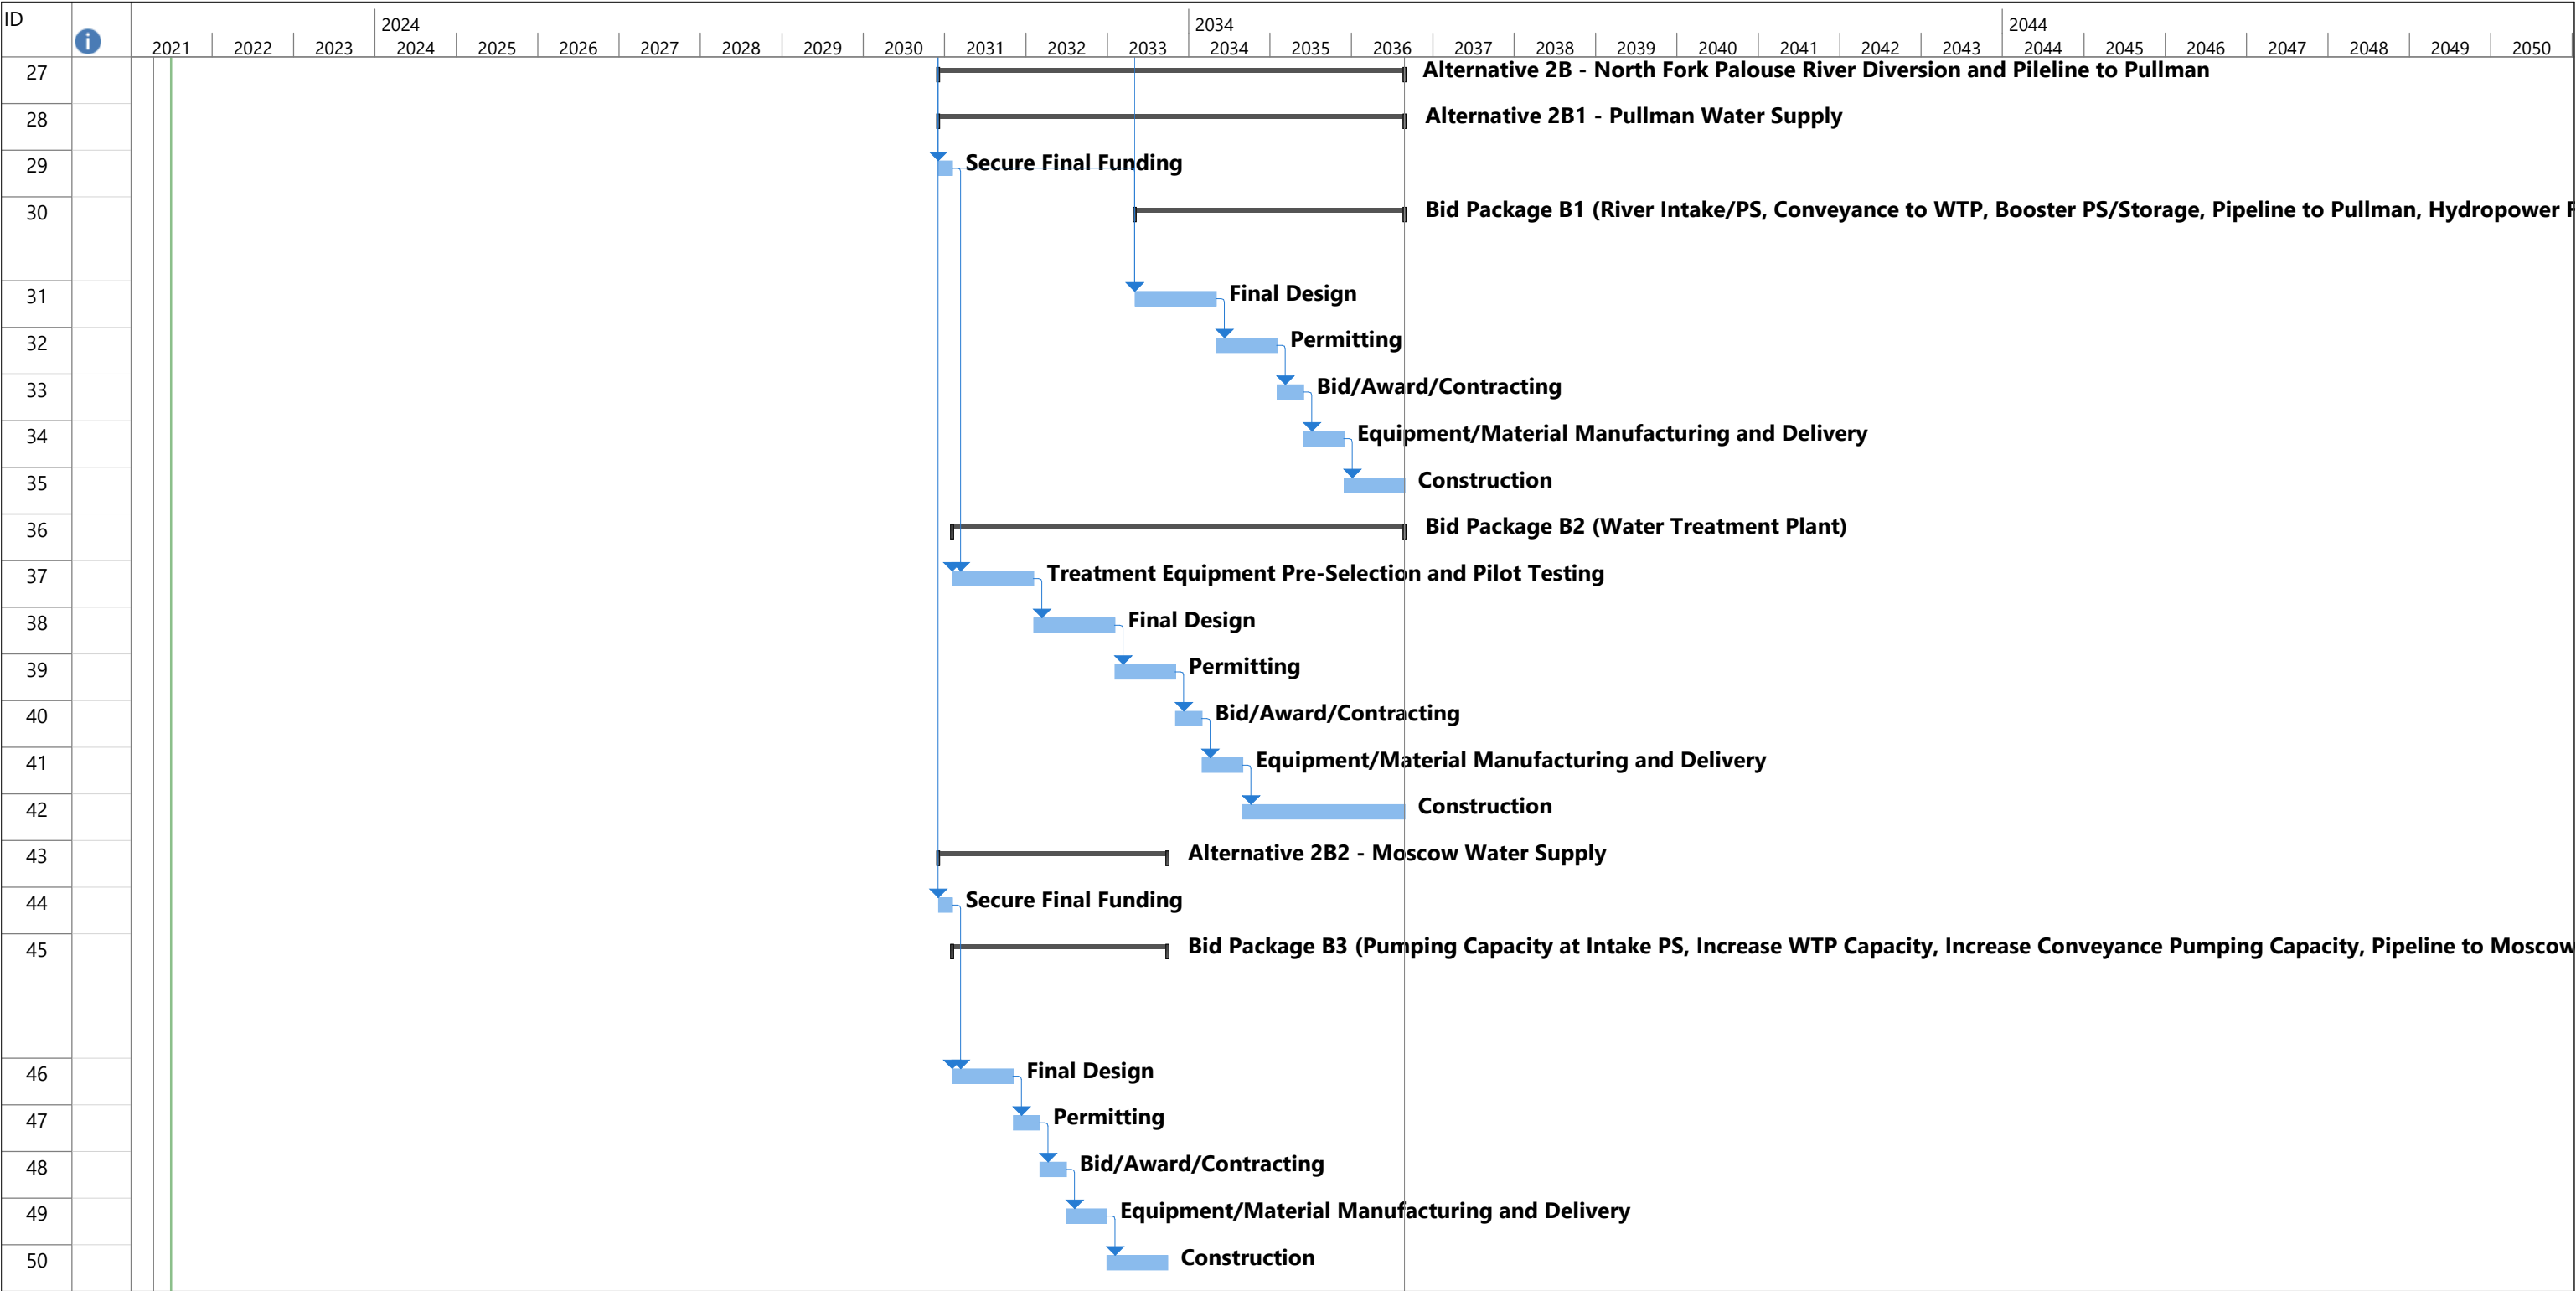 ID
i
2024 2034 2044
2021 2022 2023 2024 2025 2026 2027 2028 2029 2030 2031 2032 2033 2034 2035 2036 2037 2038 2039 2040 2041 2042 2043 2044 2045 2046 2047 2048 2049 2050
27 Alternative 2B - North Fork Palouse River Diversion and Pileline to Pullman
28 Alternative 2B1 - Pullman Water Supply
29 Secure Final Funding
30 Bid Package B1 (River Intake/PS, Conveyance to WTP, Booster PS/Storage, Pipeline to Pullman, Hydropower
31 Final Design
32 Permitting
33 Bid/Award/Contracting
34 Equipment/Material Manufacturing and Delivery
35 Construction
36 Bid Package B2 (Water Treatment Plant)
37 Treatment Equipment Pre-Selection and Pilot Testing
38 Final Design
39 Permitting
40 Bid/Award/Contracting
41 Equipment/Material Manufacturing and Delivery
42 Construction
43 Alternative 2B2 - Moscow Water Supply
44 Secure Final Funding
45 Bid Package B3 (Pumping Capacity at Intake PS, Increase WTP Capacity, Increase Conveyance Pumping Capacity, Pipeline to Moscow
46 Final Design
47 Permitting
48 Bid/Award/Contracting
49 Equipment/Material Manufacturing and Delivery
50 Construction